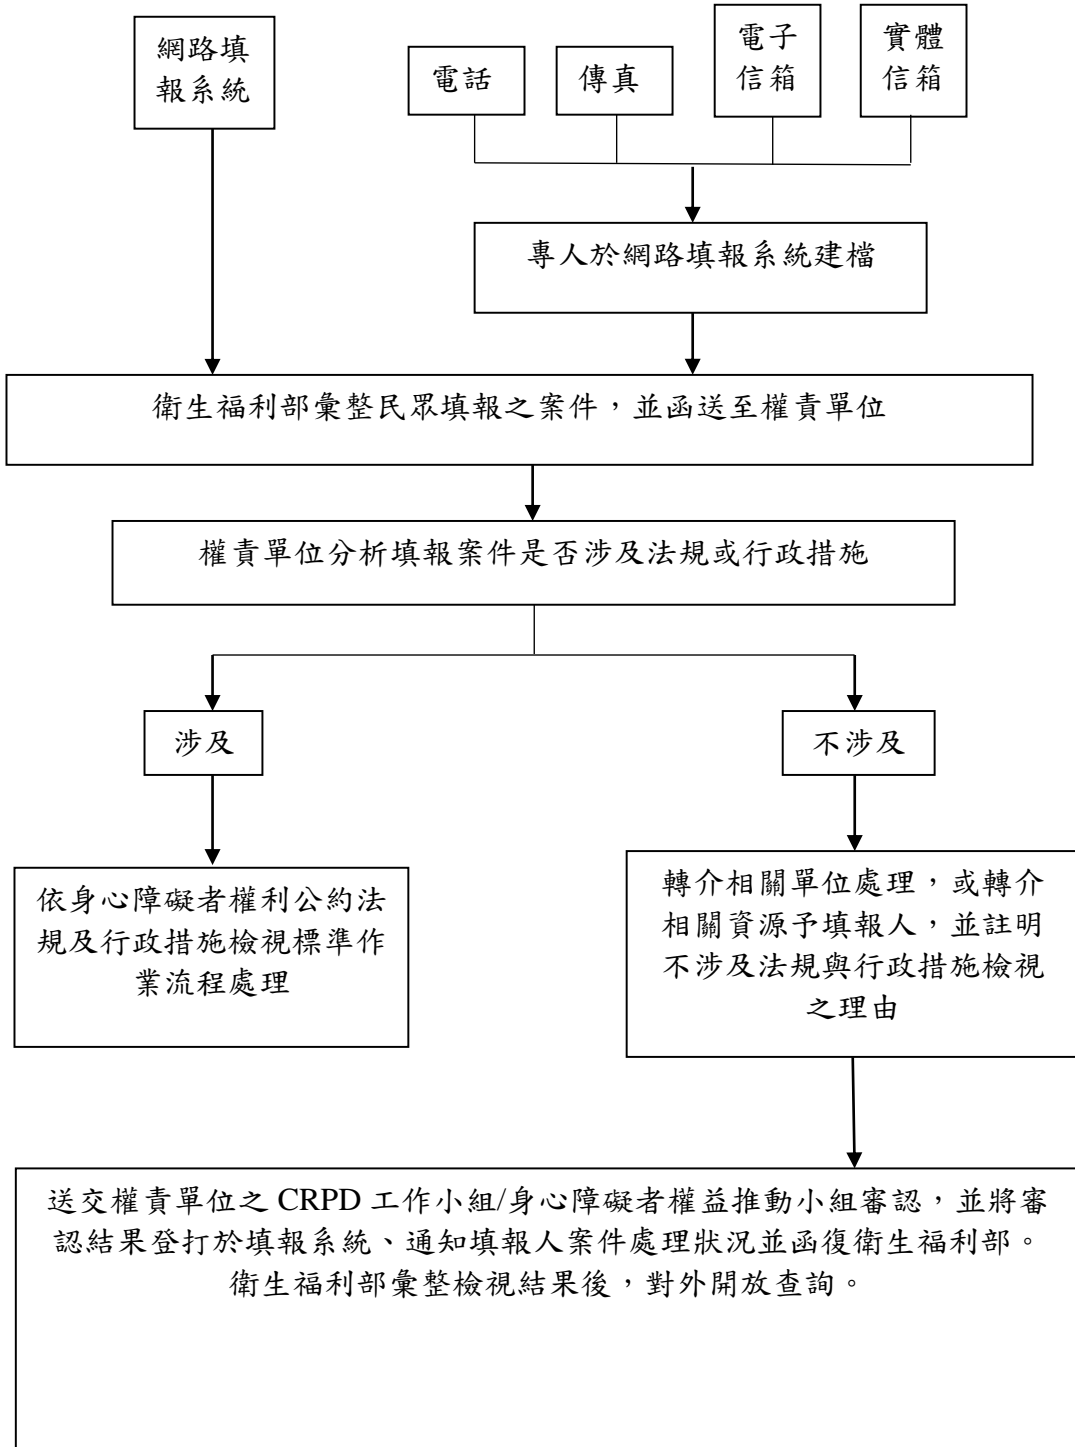 網路填
報系統
電話
傳真
電子
信箱
實體
信箱
專人於網路填報系統建檔
衛生福利部彙整民眾填報之案件，並函送至權責單位
權責單位分析填報案件是否涉及法規或行政措施
涉及
不涉及
依身心障礙者權利公約法
規及行政措施檢視標準作
業流程處理
轉介相關單位處理，或轉介
相關資源予填報人，並註明
不涉及法規與行政措施檢視
之理由
送交權責單位之 CRPD 工作小組/身心障礙者權益推動小組審認，並將審
認結果登打於填報系統、通知填報人案件處理狀況並函復衛生福利部。
衛生福利部彙整檢視結果後，對外開放查詢。